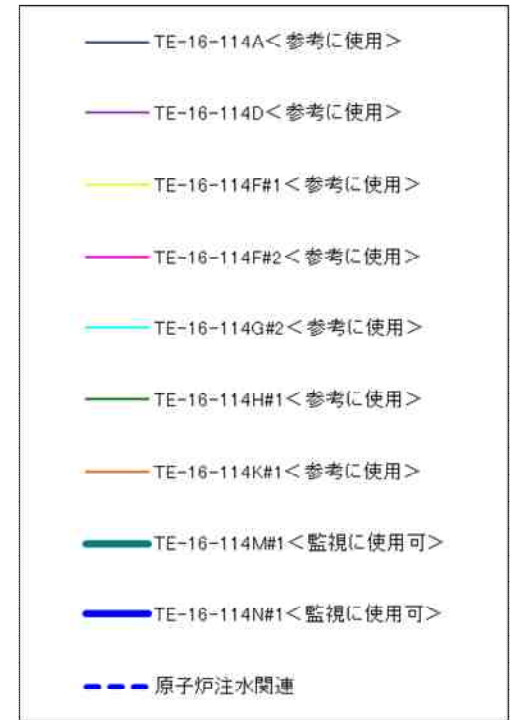 TE-16-114A＜参考に使用＞
TE-16-114D＜参考に使用＞
TE-16-114F#1＜参考に使用＞
TE-16-114F#2＜参考に使用＞
TE-16-114G#2＜参考に使用＞
TE-16-114H#1＜参考に使用＞
TE-16-114K#1＜参考に使用＞
TE-16-114M#1＜監視に使用可＞
TE-16-114N#1＜監視に使用可＞
原子炉注水関連